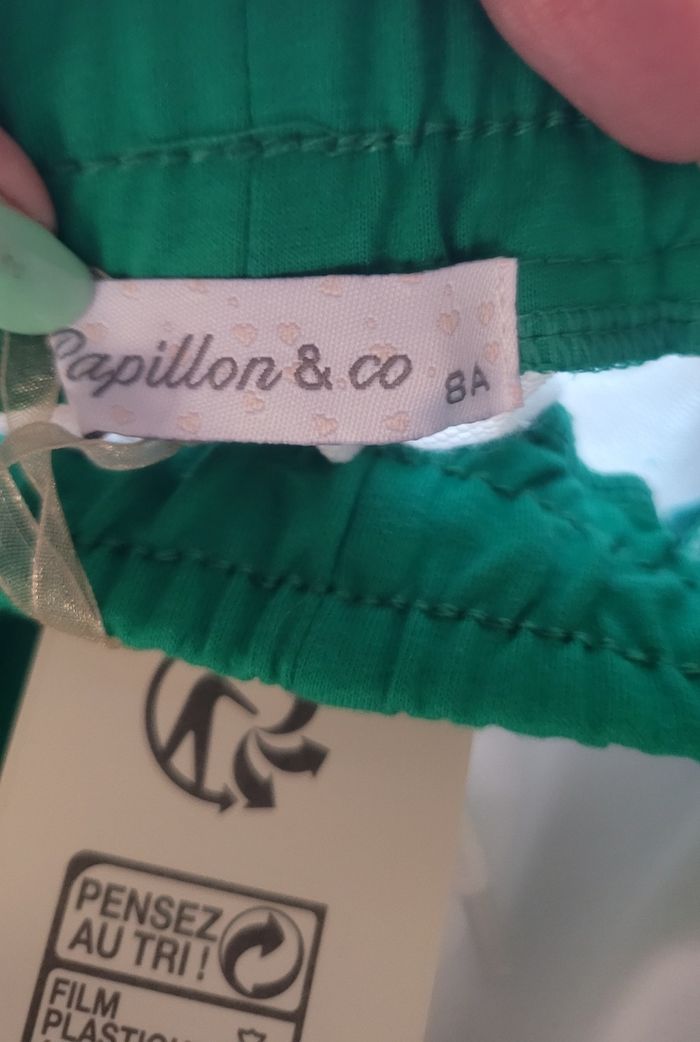 Papillon & co
8A
PENSEZ
AU TRI !
FILM